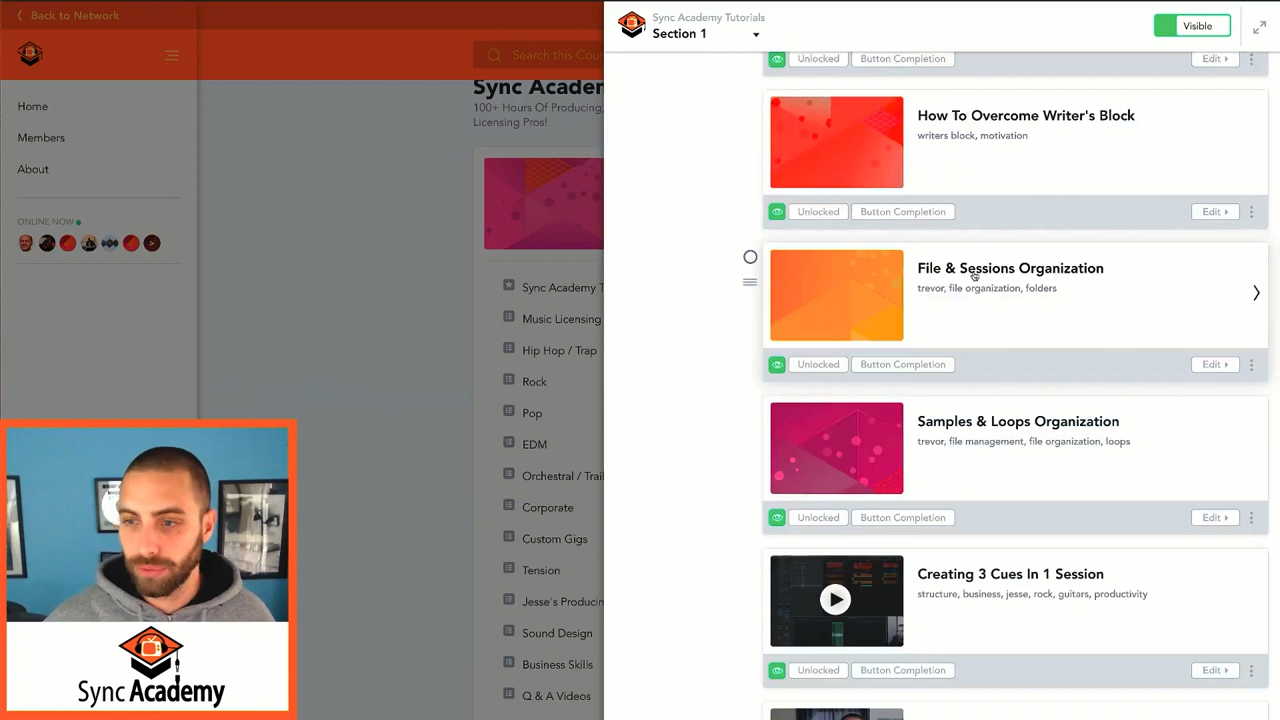 Back to Network
Search this Cou
Home
Members
About
ONLINE NOW
Sync Academ
100+ Hours Of Producing,
Licensing Pros!
Sync Academy T
Music Licensing
Hip Hop / Trap
Rock
Pop
EDM
Orchestral / Trail
Corporate
Custom Gigs
Tension
Jesse's Producin
Sound Design
Business Skills
Q & A Videos
Sync Academy Tutorials
Section 1
Visible
Unlocked
Button Completion
Edit
How To Overcome Writer's Block
writers block, motivation
Unlocked
Button Completion
Edit
File & Sessions Organization
trevor, file organization, folders
Unlocked
Button Completion
Edit
Samples & Loops Organization
trevor, file management, file organization, loops
Unlocked
Button Completion
Edit
Creating 3 Cues In 1 Session
structure, business, jesse, rock, guitars, productivity
Unlocked
Button Completion
Edit
Sync Academy